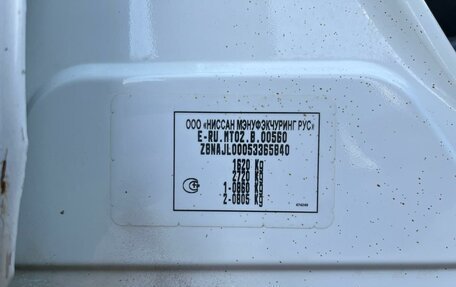 ООО «НИССАН МЭНУФЭКЧУРИНГ РУС»
E-RU.MT02.B.00560
Z8NAJL00053365840
1620 KG
2720 KG
1-0860 KG
2-0805 KG